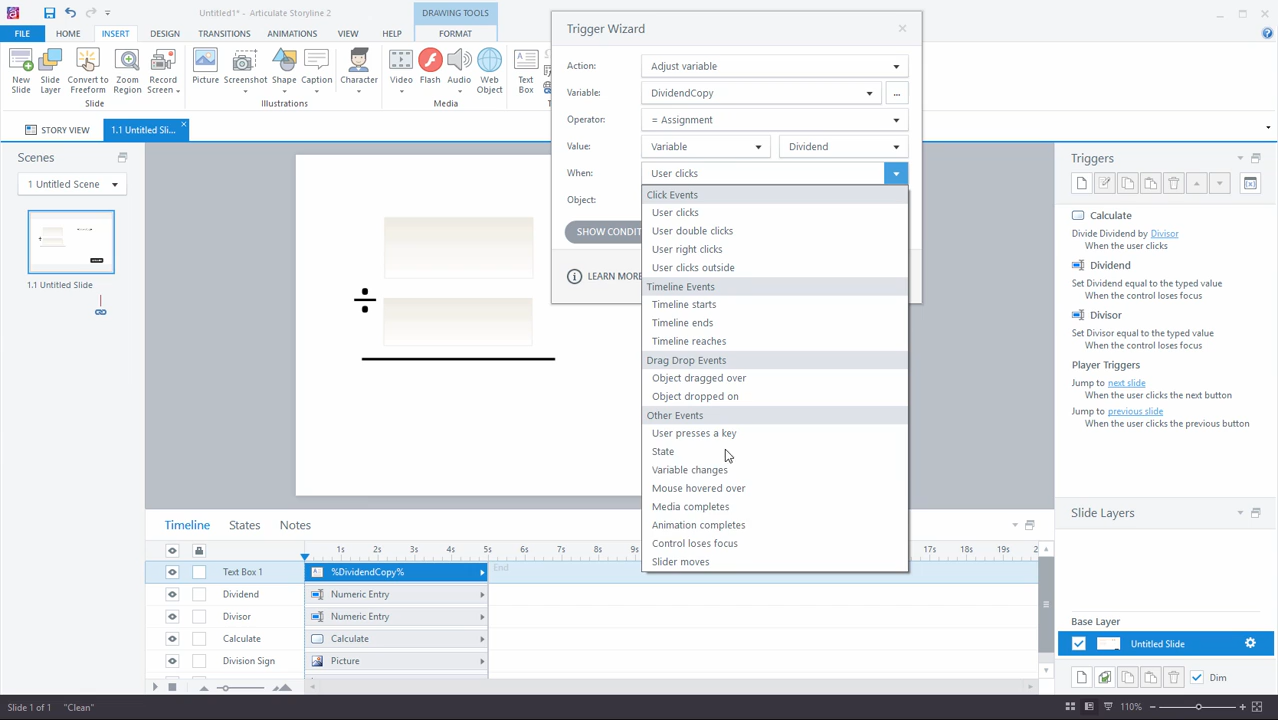 Untitled1* - Articulate Storyline 2
DRAWING TOOLS
FILE
HOME
INSERT
DESIGN
TRANSITIONS
ANIMATIONS
VIEW
HELP
FORMAT
New Slide
Slide Layer
Convert to Freeform
Zoom Region
Record Screen
Picture
Screenshot
Shape
Caption
Character
Video
Flash
Audio
Web Object
Text Box
Slide
Illustrations
Media
STORY VIEW
1.1 Untitled Sli...
Scenes
1 Untitled Scene
1.1 Untitled Slide
Trigger Wizard
Action: Adjust variable
Variable: DividendCopy ...
Operator: = Assignment
Value: Variable Dividend
When: User clicks
Object:
SHOW CONDIT
LEARN MORE
Click Events
User clicks
User double clicks
User right clicks
User clicks outside
Timeline Events
Timeline starts
Timeline ends
Timeline reaches
Drag Drop Events
Object dragged over
Object dropped on
Other Events
User presses a key
State
Variable changes
Mouse hovered over
Media completes
Animation completes
Control loses focus
Slider moves
Triggers
Calculate
Divide Dividend by Divisor
When the user clicks
Dividend
Set Dividend equal to the typed value
When the control loses focus
Divisor
Set Divisor equal to the typed value
When the control loses focus
Player Triggers
Jump to next slide
When the user clicks the next button
Jump to previous slide
When the user clicks the previous button
Slide Layers
Base Layer
Untitled Slide
Dim
Timeline
States
Notes
1s 2s 3s 4s 5s 6s 7s 8s 9s 16s 17s 18s 19s 2
Text Box 1 %DividendCopy% End
Dividend Numeric Entry
Divisor Numeric Entry
Calculate Calculate
Division Sign Picture
Slide 1 of 1 "Clean" 110%